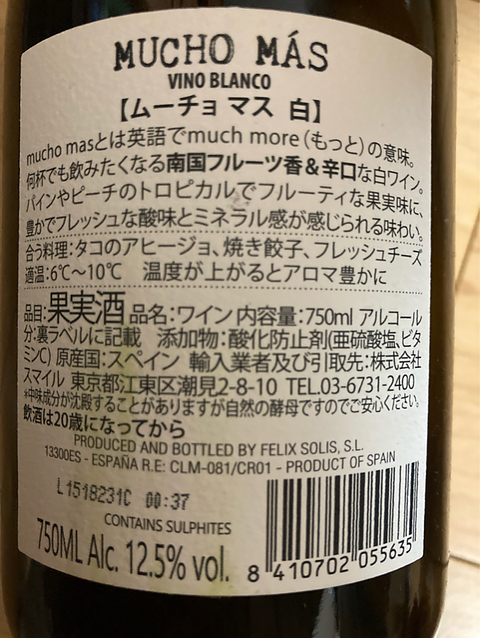 MUCHO MÁS
VINO BLANCO
【ムーチョ マス 白】
mucho masとは英語でmuch more（もっと）の意味。
何杯でも飲みたくなる南国フルーツ香＆辛口な白ワイン。
パインやピーチのトロピカルでフルーティな果実味に、
豊かでフレッシュな酸味とミネラル感が感じられる味わい。
合う料理：タコのアヒージョ、焼き餃子、フレッシュチーズ
適温：6℃～10℃ 温度が上がるとアロマ豊かに
品目：果実酒 品名：ワイン 内容量：750ml アルコール
分：裏ラベルに記載 添加物：酸化防止剤（亜硫酸塩、ビタ
ミンC） 原産国：スペイン 輸入業者及び引取先：株式会社
スマイル 東京都江東区潮見2-8-10 TEL.03-6731-2400
*中味成分が沈殿することがありますが自然の酵母ですのでご安心ください。
飲酒は20歳になってから
PRODUCED AND BOTTLED BY FELIX SOLIS, S.L.
13300ES - ESPAÑA R.E: CLM-081/CR01 - PRODUCT OF SPAIN
L1518231C 00:37
CONTAINS SULPHITES
750ML Alc. 12.5% vol.
8 410702 055635